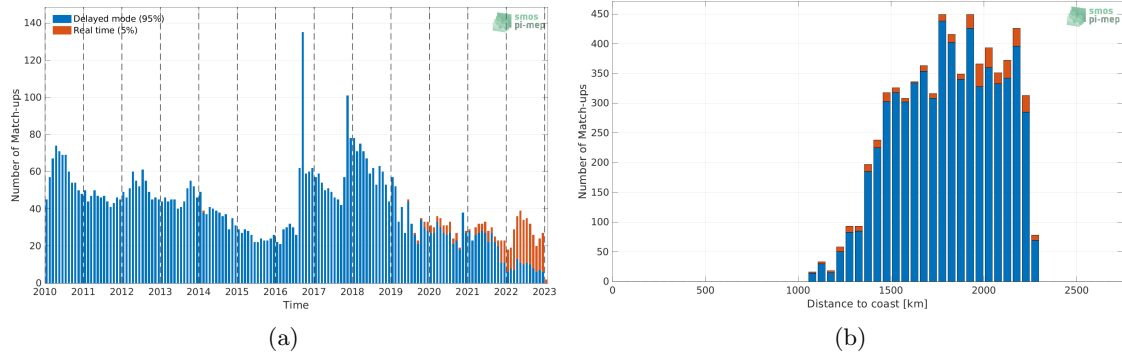 Delayed mode (95%)
Real time (5%)
smos
pi-mep
Number of Match-ups
140
120
100
80
60
40
20
0
2010 2011 2012 2013 2014 2015 2016 2017 2018 2019 2020 2021 2022 2023
Time
(a)
smos
pi-mep
Number of Match-ups
450
400
350
300
250
200
150
100
50
0
0 500 1000 1500 2000 2500
Distance to coast [km]
(b)